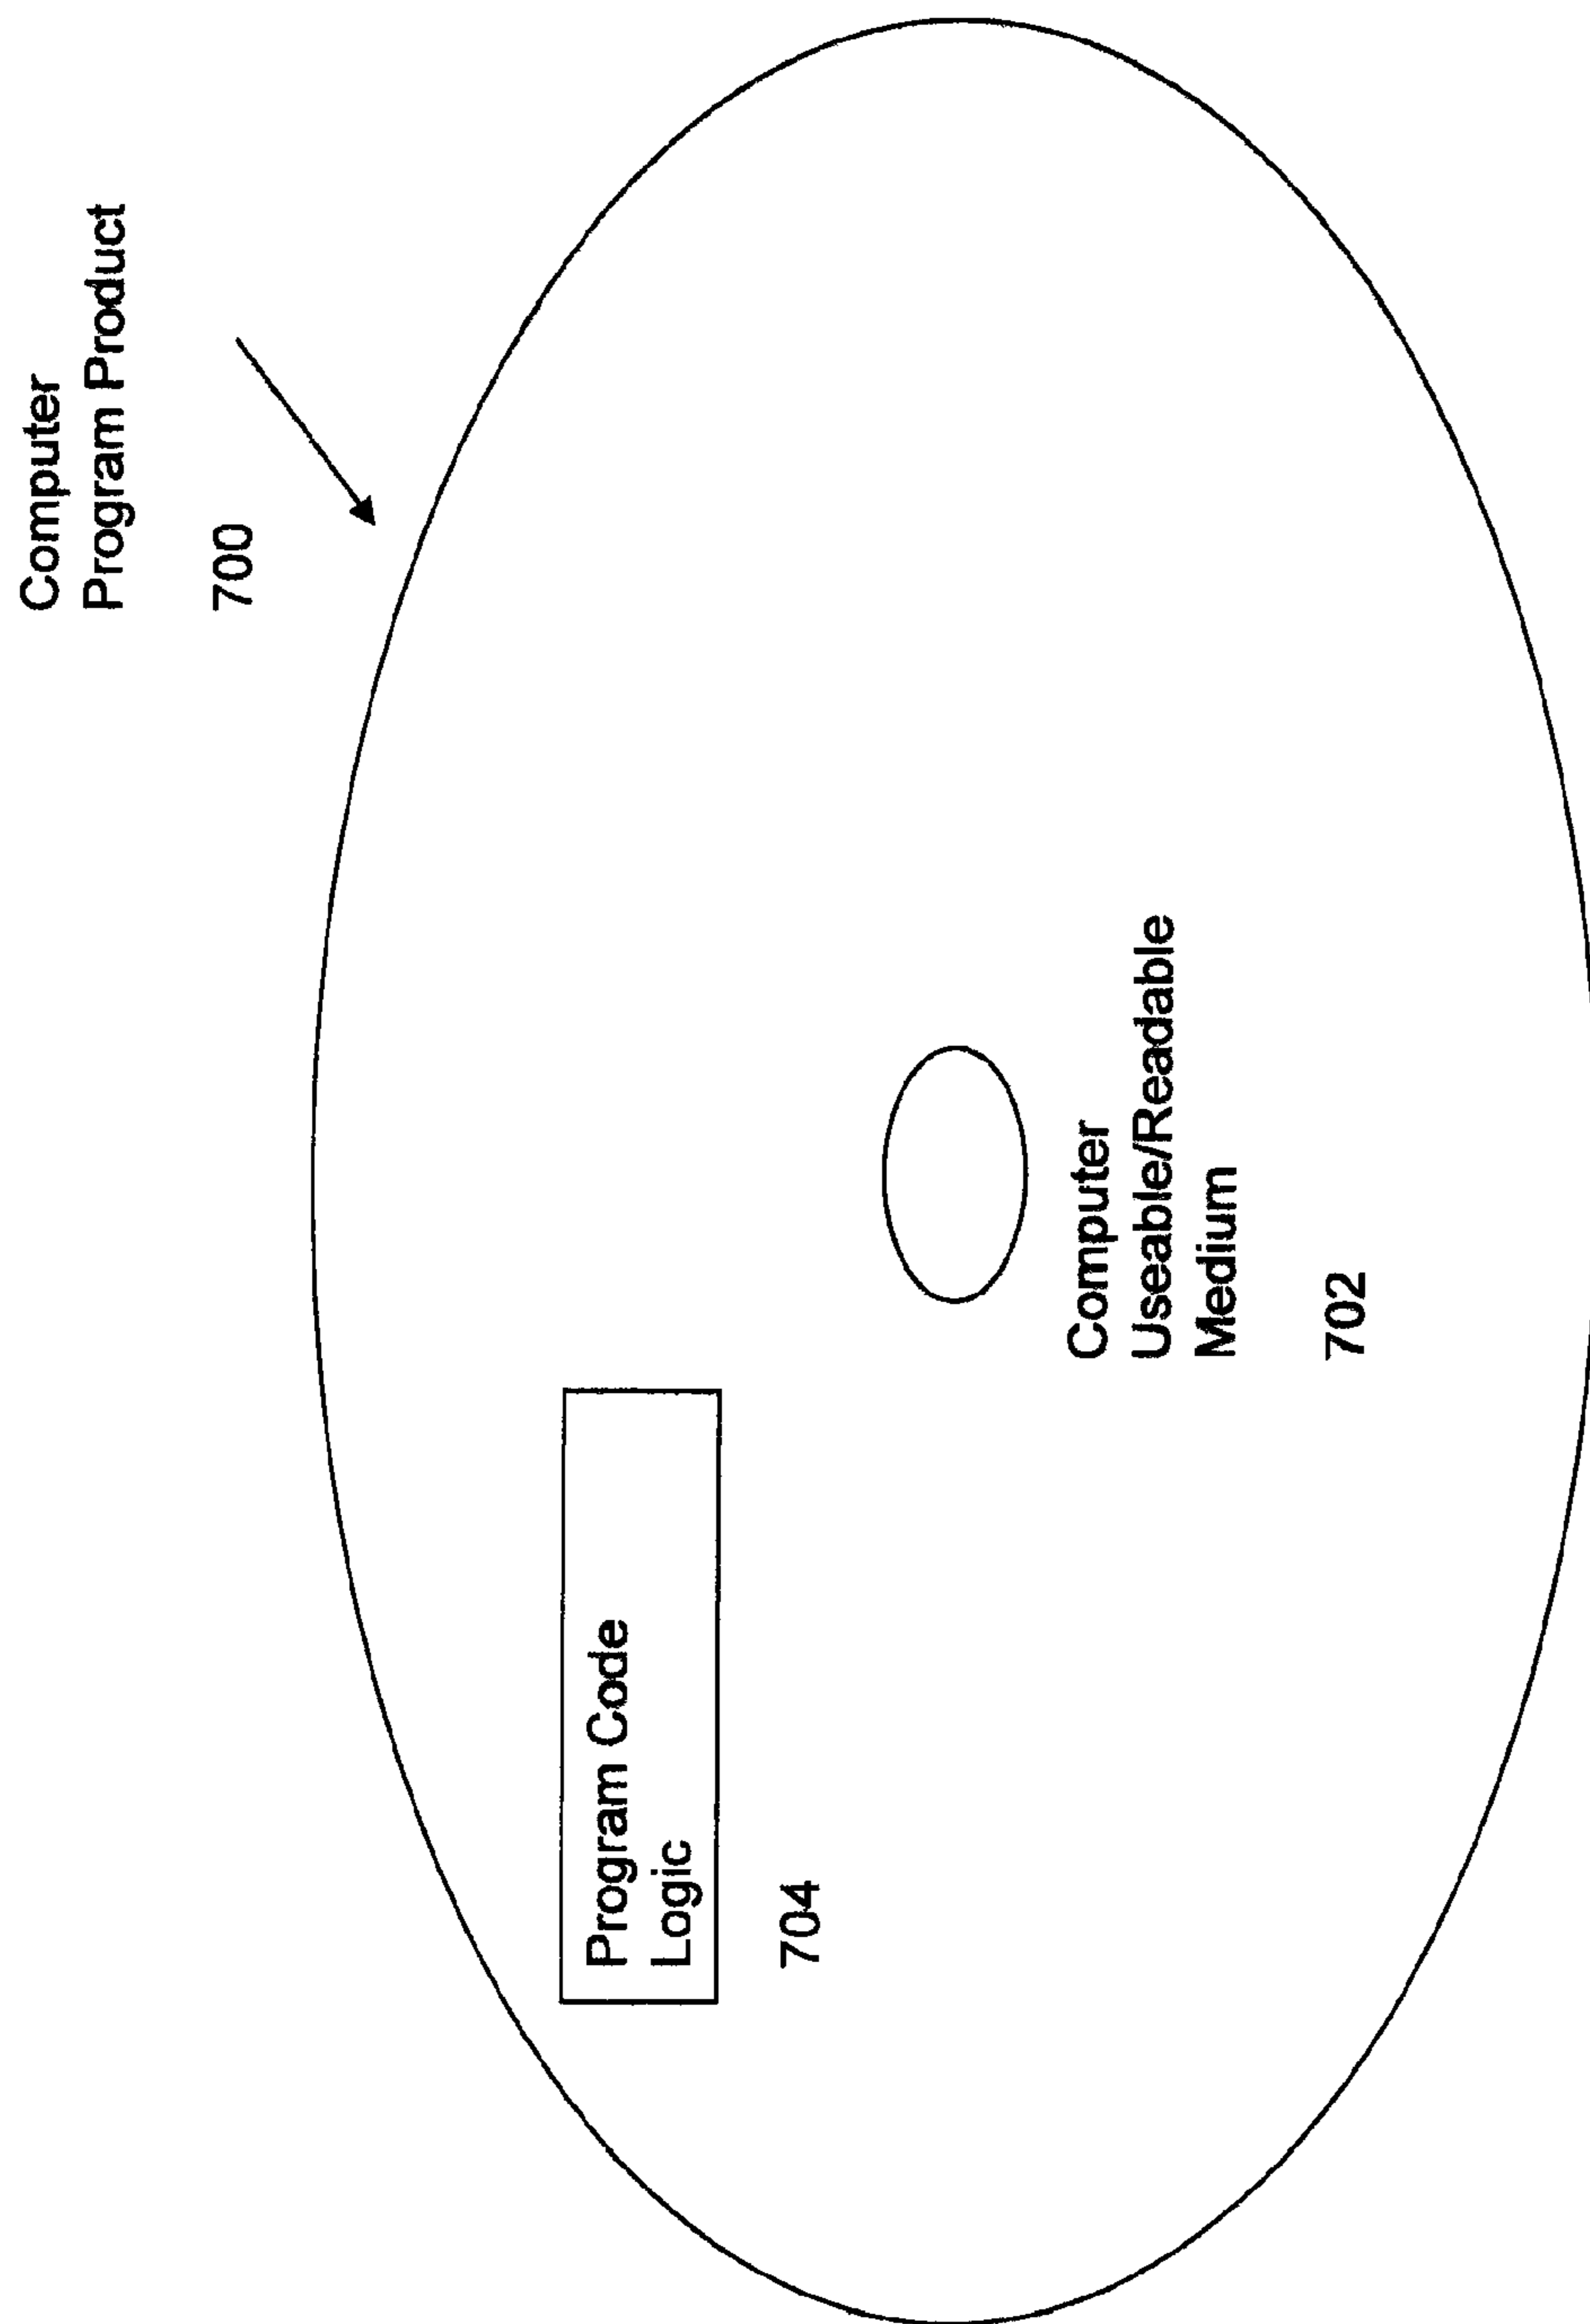 Computer
Program Product
700
Program Code
Logic
704
Computer
Useable/Readable
Medium
702